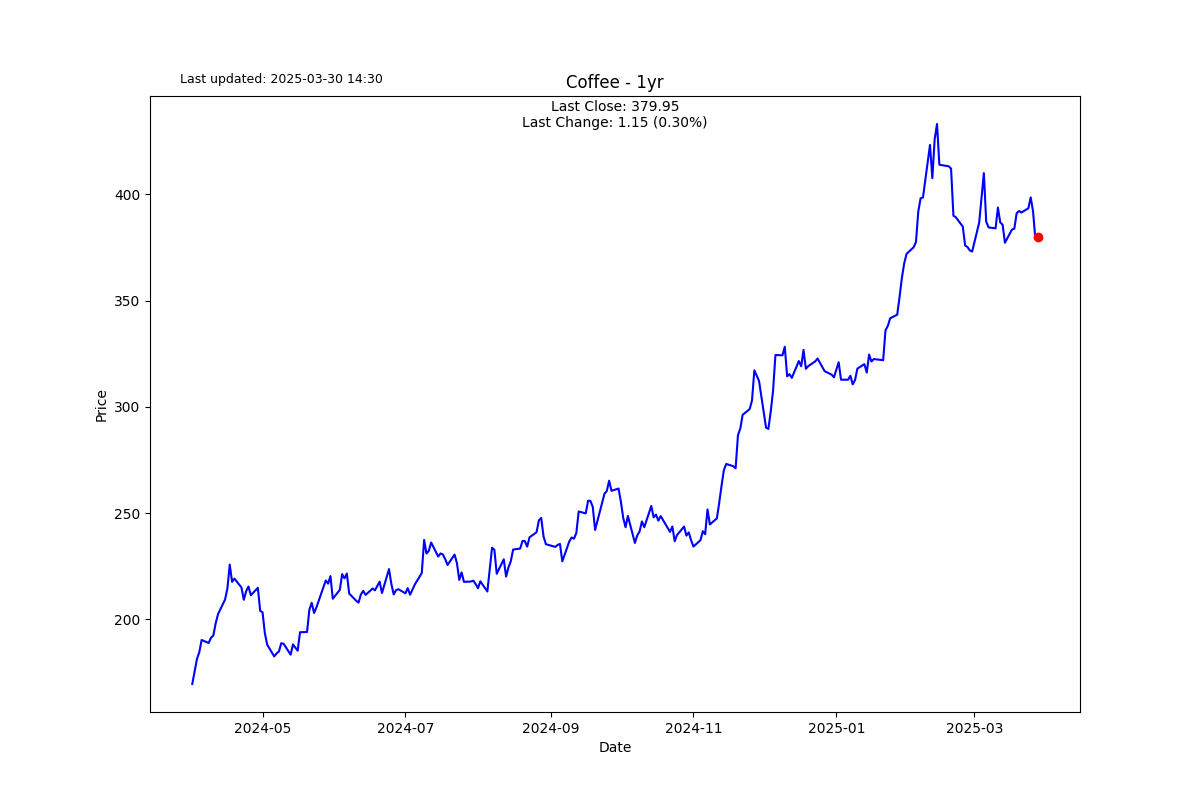 Last updated: 2025-03-30 14:30
Coffee - 1yr
Last Close: 379.95
Last Change: 1.15 (0.30%)
400
350
300
250
200
Price
2024-05 2024-07 2024-09 2024-11 2025-01 2025-03
Date